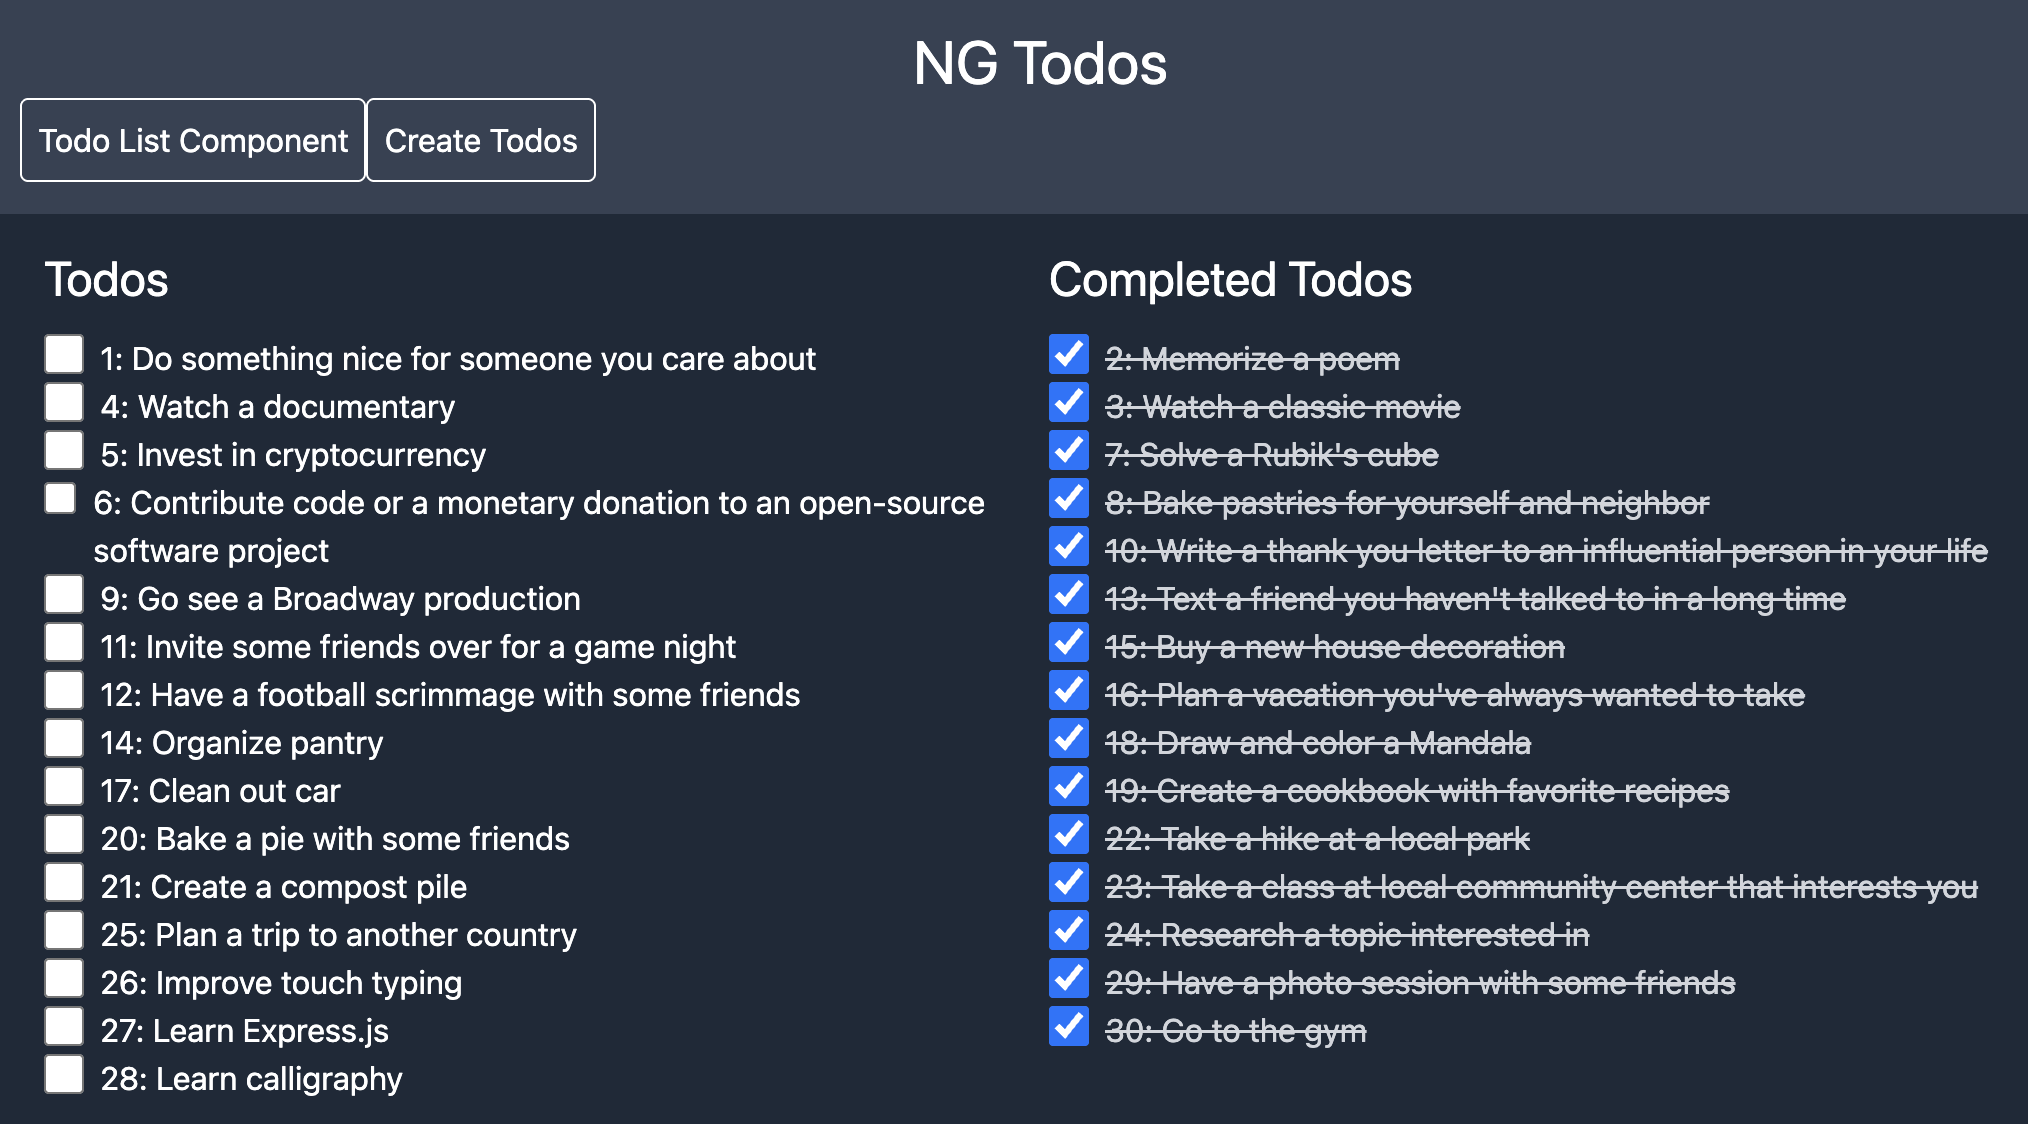 NG Todos
Todo List Component
Create Todos
Todos
1: Do something nice for someone you care about
4: Watch a documentary
5: Invest in cryptocurrency
6: Contribute code or a monetary donation to an open-source
software project
9: Go see a Broadway production
11: Invite some friends over for a game night
12: Have a football scrimmage with some friends
14: Organize pantry
17: Clean out car
20: Bake a pie with some friends
21: Create a compost pile
25: Plan a trip to another country
26: Improve touch typing
27: Learn Express.js
28: Learn calligraphy
Completed Todos
2: Memorize a poem
3: Watch a classic movie
7: Solve a Rubik's cube
8: Bake pastries for yourself and neighbor
10: Write a thank you letter to an influential person in your life
13: Text a friend you haven't talked to in a long time
15: Buy a new house decoration
16: Plan a vacation you've always wanted to take
18: Draw and color a Mandala
19: Create a cookbook with favorite recipes
22: Take a hike at a local park
23: Take a class at local community center that interests you
24: Research a topic interested in
29: Have a photo session with some friends
30: Go to the gym